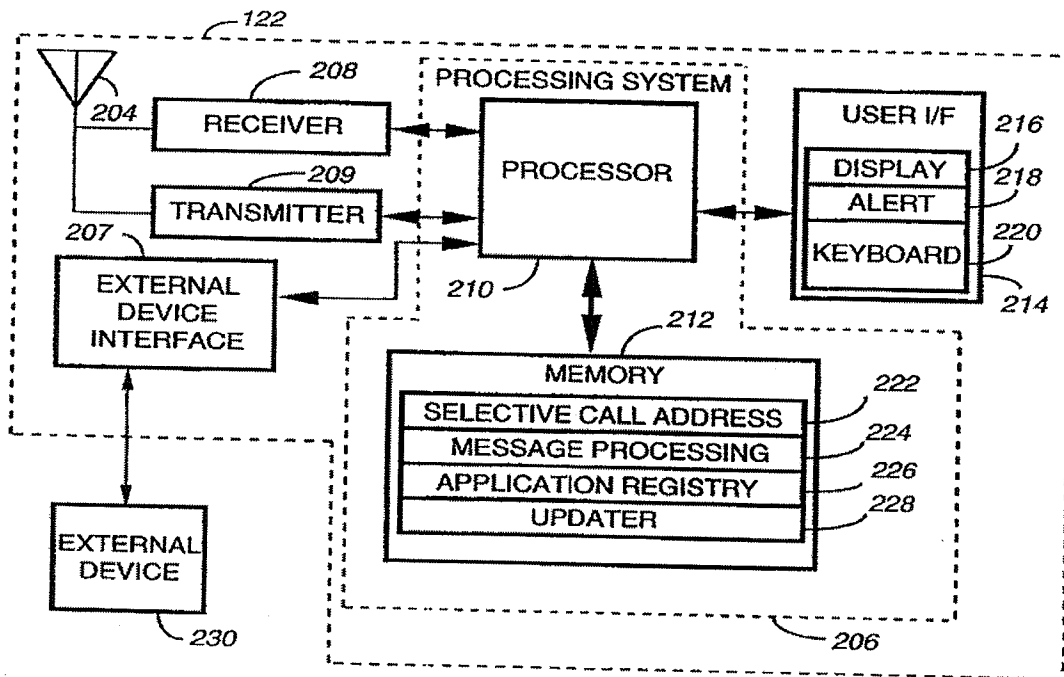 122
204
208
RECEIVER
209
TRANSMITTER
207
EXTERNAL
DEVICE
INTERFACE
PROCESSING SYSTEM
PROCESSOR
210
USER I/F
216
DISPLAY
218
ALERT
220
KEYBOARD
214
212
MEMORY
SELECTIVE CALL ADDRESS
222
MESSAGE PROCESSING
224
APPLICATION REGISTRY
226
UPDATER
228
EXTERNAL
DEVICE
230
206